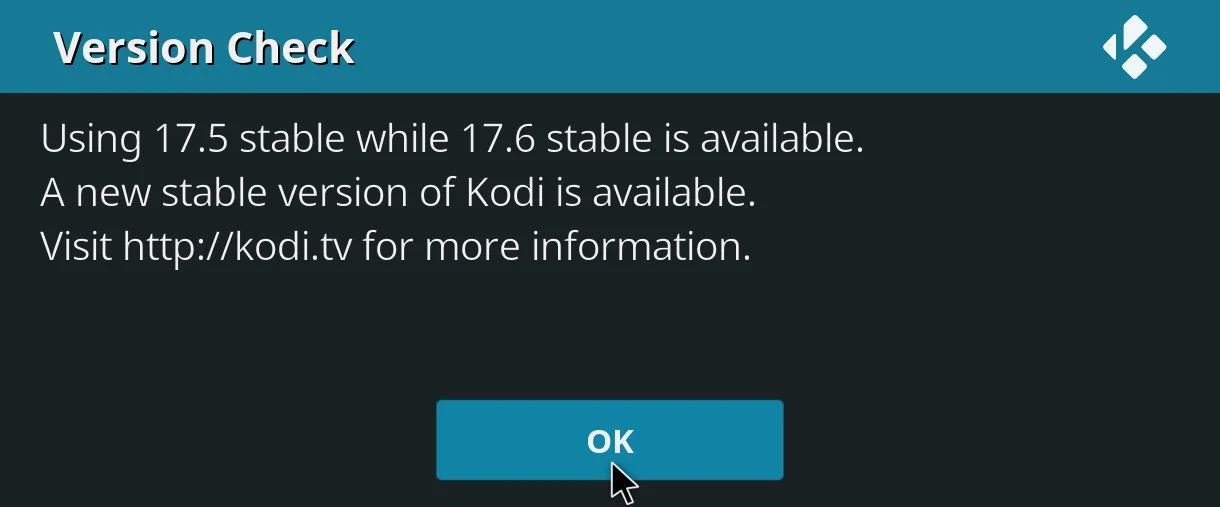 Version Check
Using 17.5 stable while 17.6 stable is available.
A new stable version of Kodi is available.
Visit http://kodi.tv for more information.
OK